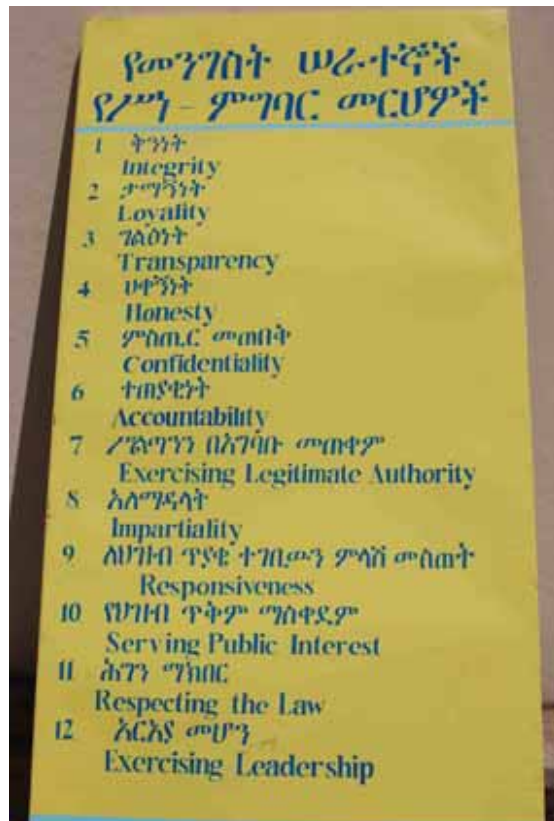 የመንግስት ሠራተኞች
የሥነ - ምግባር መርሆዎች
1 ቅንነት
Integrity
2 ታማኝነት
Loyality
3 ገልፅነት
Transparency
4 ሀቀኝነት
Honesty
5 ምስጢር መጠበቅ
Confidentiality
6 ተጠያቂነት
Accountability
7 ሥልጣንን በአገባቡ መጠቀም
Exercising Legitimate Authority
8 አለማዳላት
Impartiality
9 ለህዝብ ጥያቄ ተገቢውን ምላሽ መስጠት
Responsiveness
10 የህዝብ ጥቅም ማስቀደም
Serving Public Interest
11 ሕግን ማክበር
Respecting the Law
12 አርአያ መሆን
Exercising Leadership